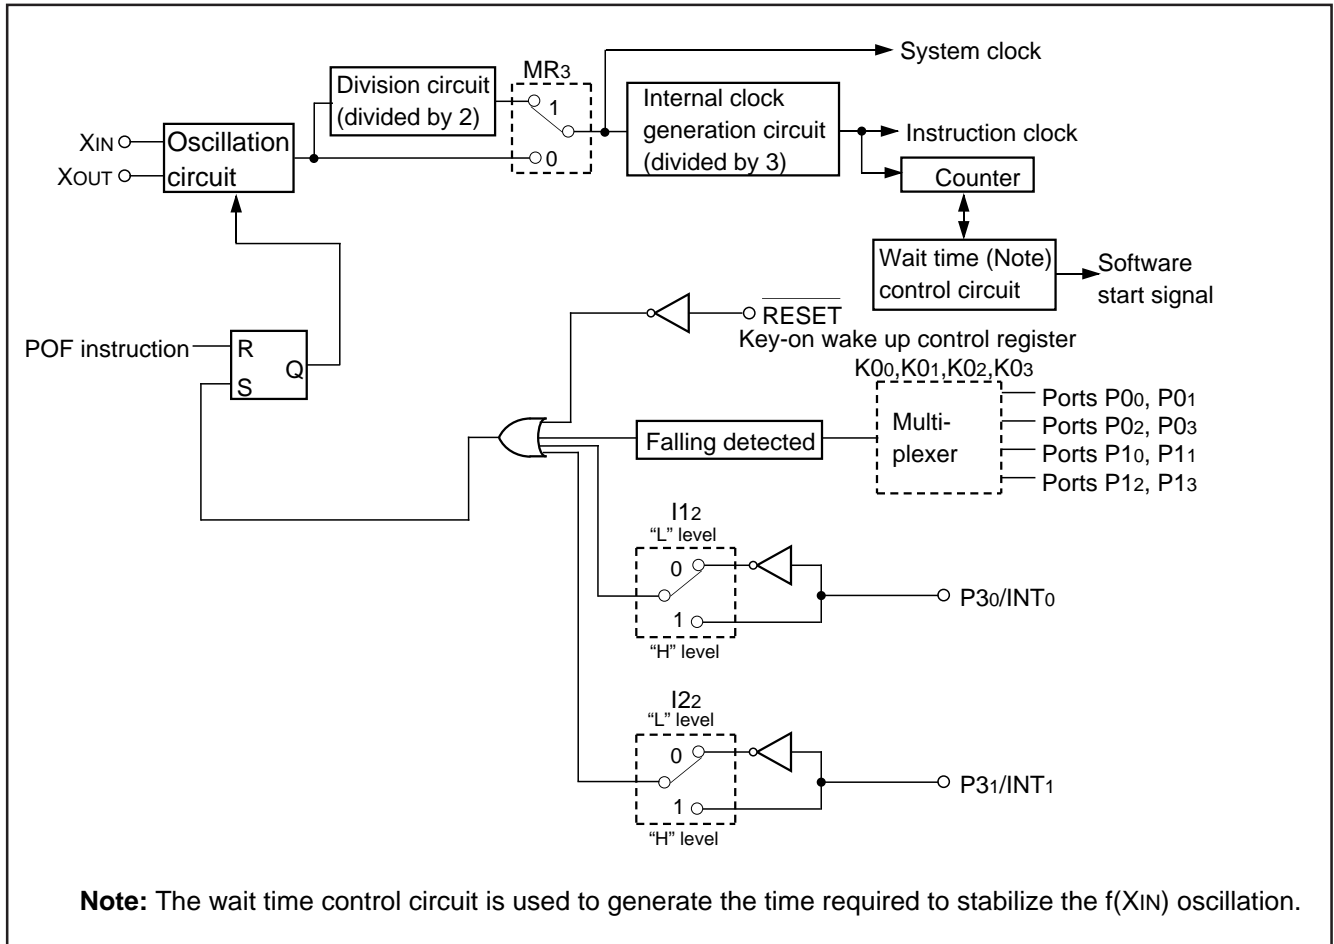 System clock
MR3
Division circuit
(divided by 2)
1
0
Internal clock
generation circuit
(divided by 3)
Instruction clock
XIN
XOUT
Oscillation
circuit
Counter
Wait time (Note)
control circuit
Software
start signal
RESET
Key-on wake up control register
K00,K01,K02,K03
POF instruction
R
S
Q
Falling detected
Multi-
plexer
Ports P00, P01
Ports P02, P03
Ports P10, P11
Ports P12, P13
I12
“L” level
0
1
“H” level
P30/INT0
I22
“L” level
0
1
“H” level
P31/INT1
Note: The wait time control circuit is used to generate the time required to stabilize the f(XIN) oscillation.